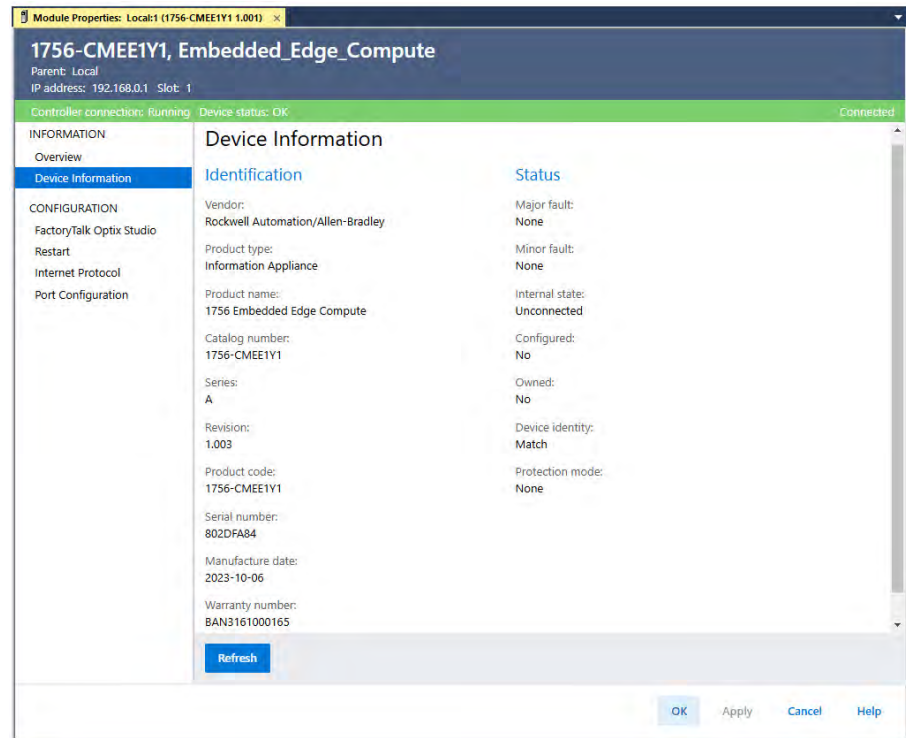 Module Properties: Local:1 (1756-CMEE1Y1 1.001) ×
1756-CMEE1Y1, Embedded_Edge_Compute
Parent: Local
IP address: 192.168.0.1 Slot: 1
Controller connection: Running Device status: OK Connected
INFORMATION
Overview
Device Information
CONFIGURATION
FactoryTalk Optix Studio
Restart
Internet Protocol
Port Configuration
Device Information
Identification
Vendor:
Rockwell Automation/Allen-Bradley
Product type:
Information Appliance
Product name:
1756 Embedded Edge Compute
Catalog number:
1756-CMEE1Y1
Series:
A
Revision:
1.003
Product code:
1756-CMEE1Y1
Serial number:
802DFA84
Manufacture date:
2023-10-06
Warranty number:
BAN3161000165
Status
Major fault:
None
Minor fault:
None
Internal state:
Unconnected
Configured:
No
Owned:
No
Device identity:
Match
Protection mode:
None
Refresh
OK Apply Cancel Help